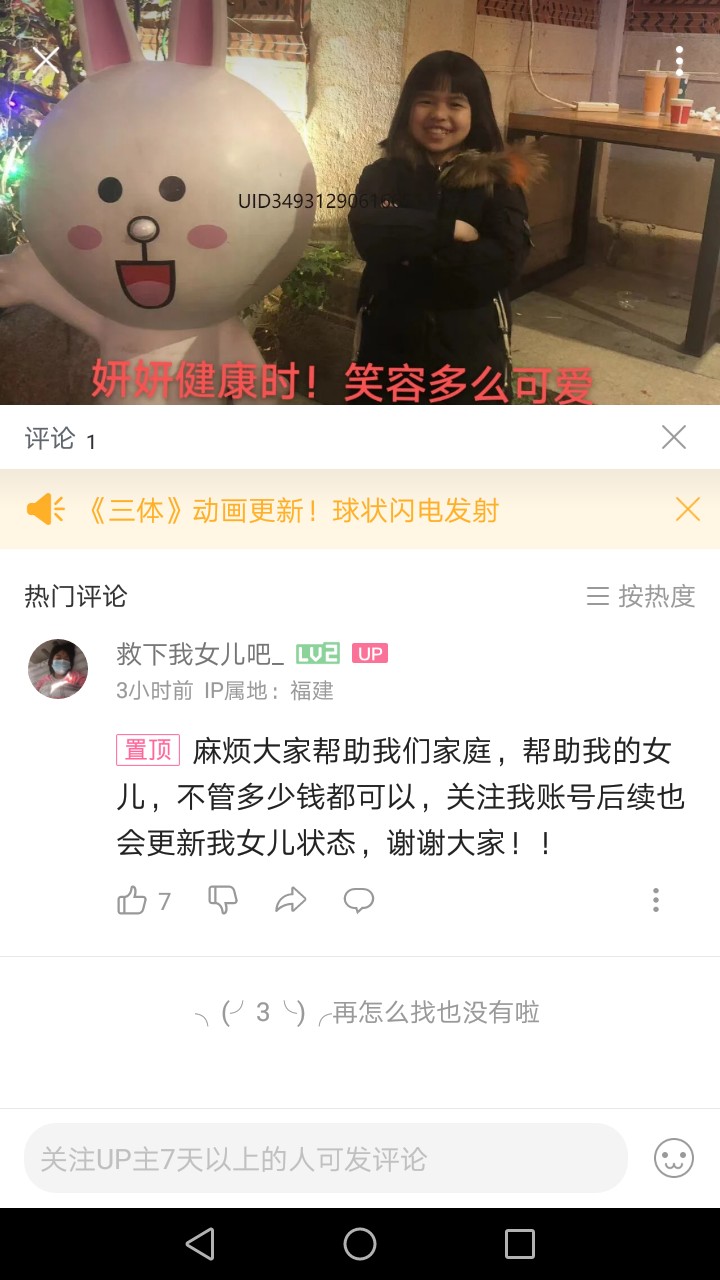 UID3493129061
妍妍健康时！笑容多么可爱
评论 1
《三体》动画更新！球状闪电发射
热门评论
按热度
救下我女儿吧_ LV2 UP
3小时前 IP属地：福建
置顶 麻烦大家帮助我们家庭，帮助我的女
儿，不管多少钱都可以，关注我账号后续也
会更新我女儿状态，谢谢大家！！
7
╮(╯3╰)╭再怎么找也没有啦
关注UP主7天以上的人可发评论